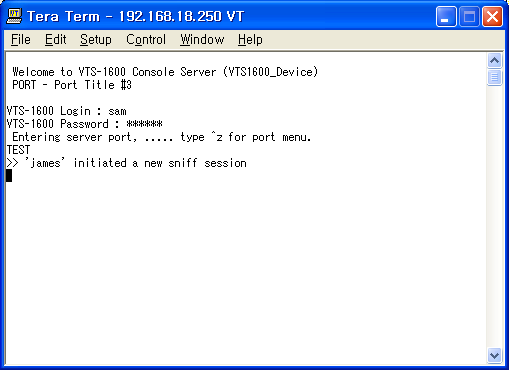 Tera Term - 192.168.18.250 VT
File Edit Setup Control Window Help
Welcome to VTS-1600 Console Server (VTS1600_Device)
PORT - Port Title #3
VTS-1600 Login : sam
VTS-1600 Password : ******
Entering server port, ..... type ^z for port menu.
TEST
>> 'james' initiated a new sniff session